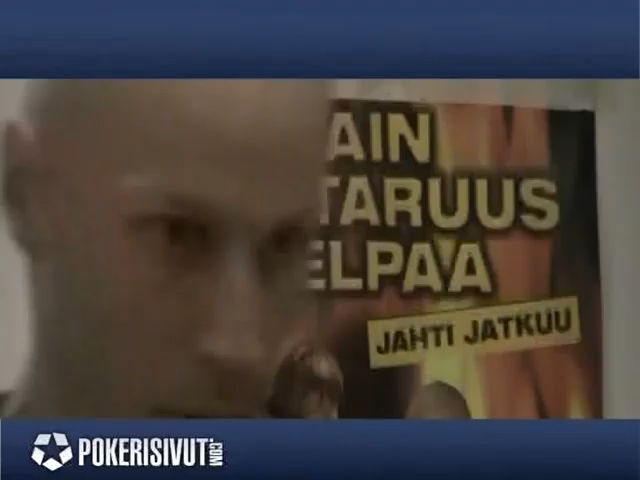 AIN
TARUUS
ELPAA
JAHTI JATKUU
POKERISIVUT.COM